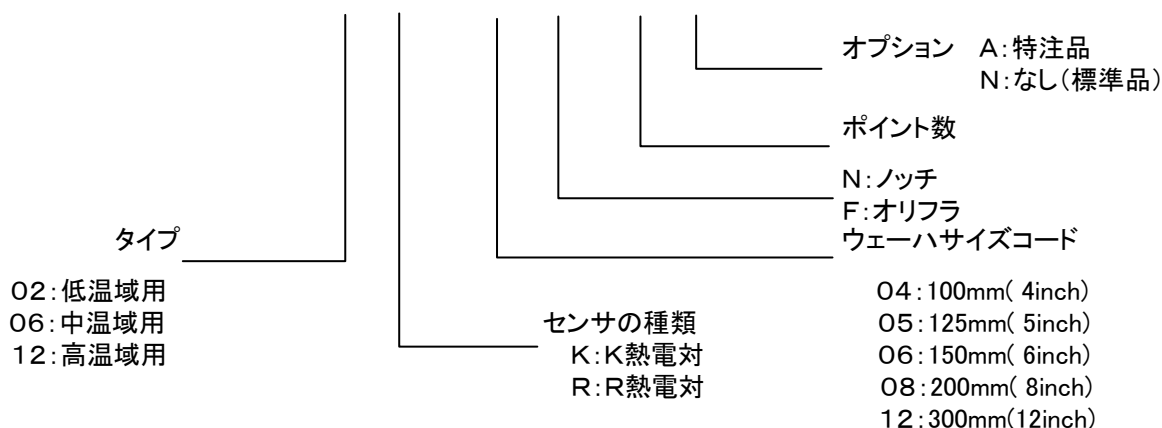 オプション A:特注品
N:なし(標準品)
ポイント数
N:ノッチ
F:オリフラ
ウェーハサイズコード
04:100mm( 4inch)
05:125mm( 5inch)
06:150mm( 6inch)
08:200mm( 8inch)
12:300mm(12inch)
タイプ
02:低温域用
06:中温域用
12:高温域用
センサの種類
K:K熱電対
R:R熱電対